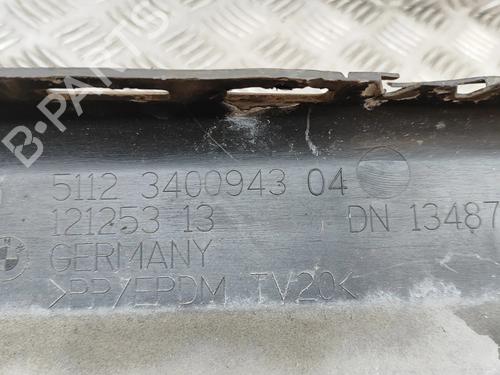 B-PARTS
5112 3400943 04
121253 13 DN 13487
GERMANY
>PP/EPDM TV20<